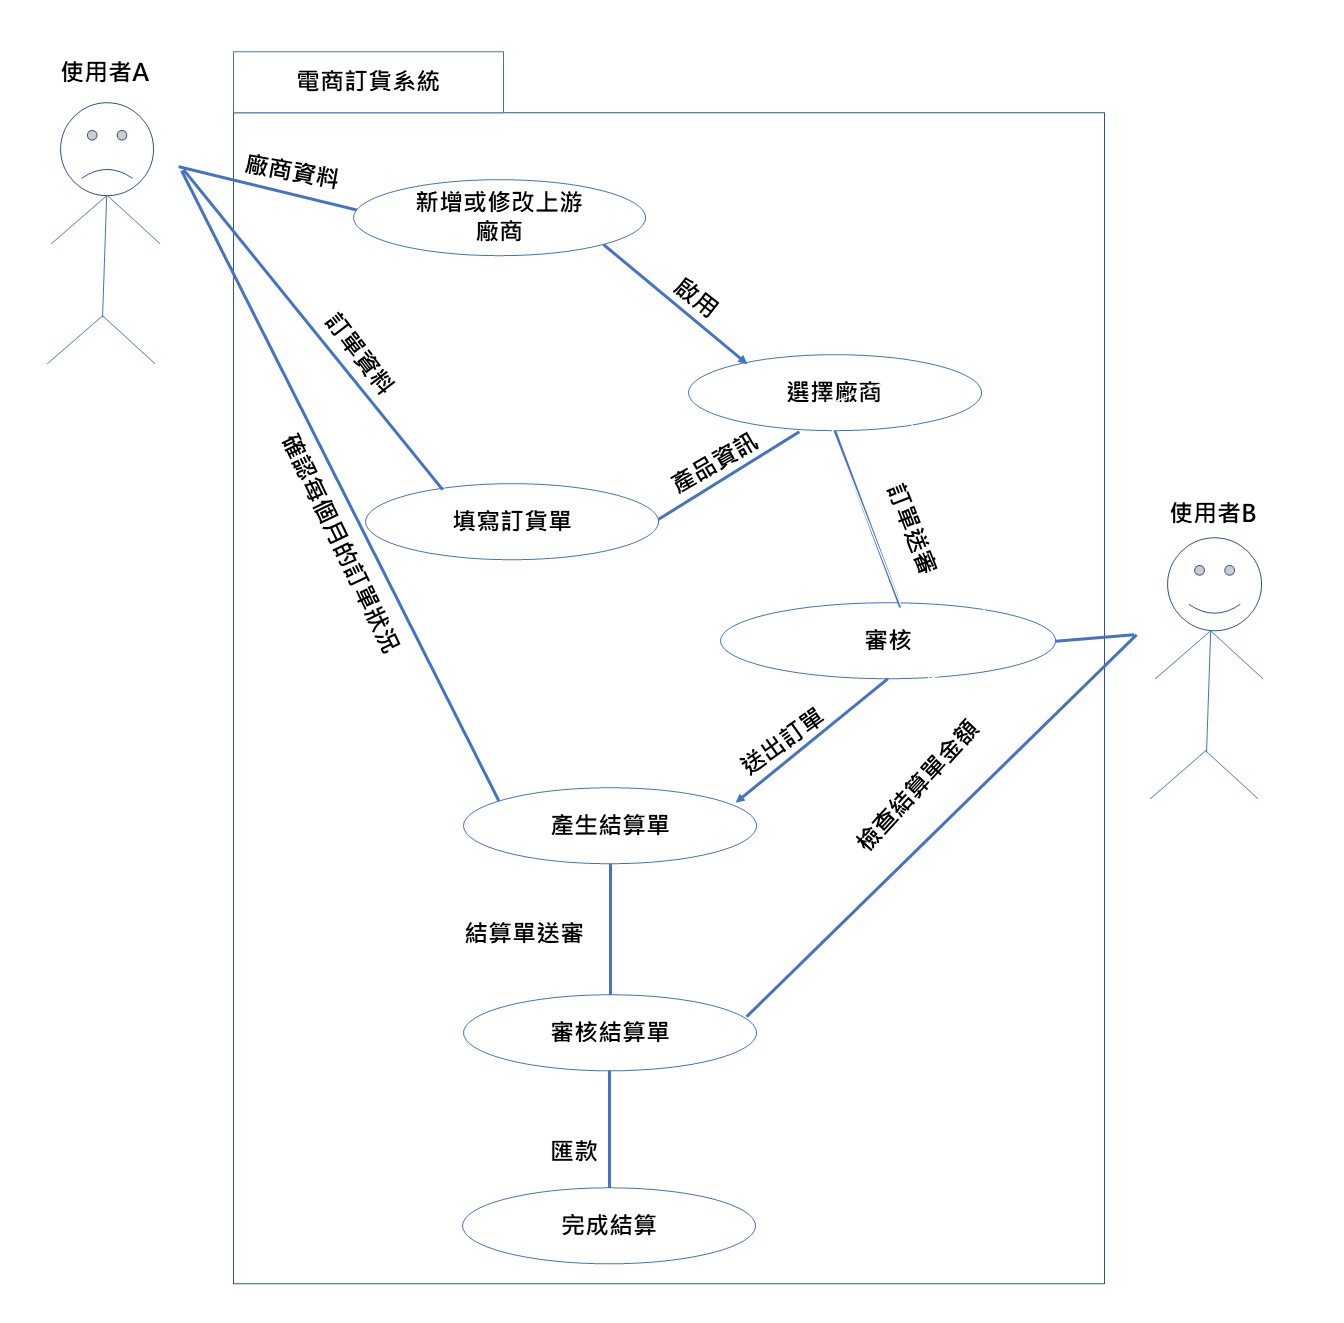 使用者A
電商訂貨系統
廠商資料
新增或修改上游
廠商
啟用
訂單資料
選擇廠商
確認每個月的訂單狀況
產品資訊
填寫訂貨單
訂單送審
使用者B
審核
送出訂單
檢查結算單金額
產生結算單
結算單送審
審核結算單
匯款
完成結算